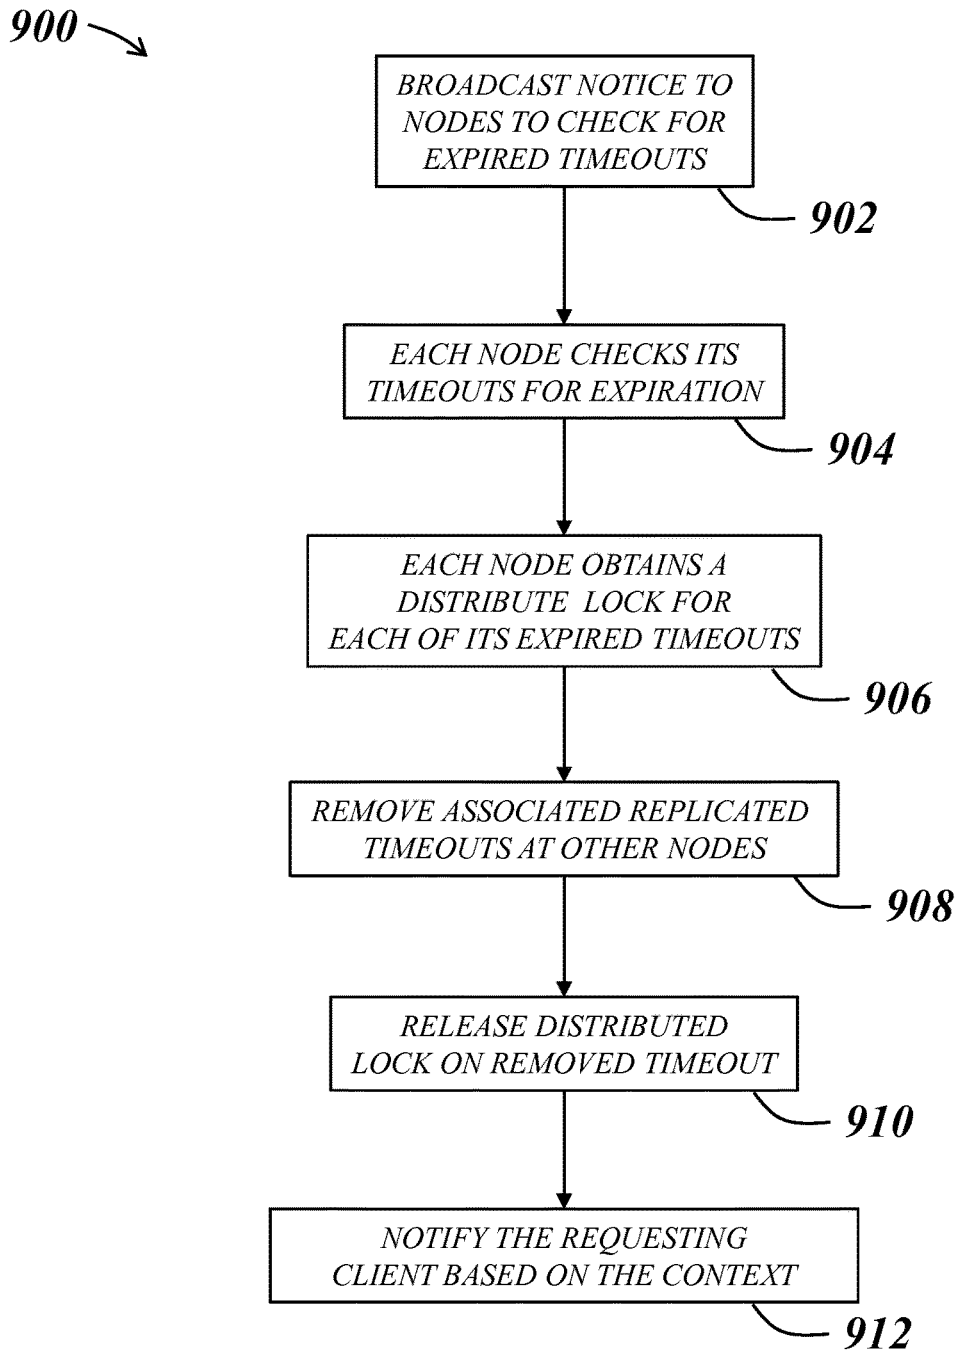 900
BROADCAST NOTICE TO
NODES TO CHECK FOR
EXPIRED TIMEOUTS
902
EACH NODE CHECKS ITS
TIMEOUTS FOR EXPIRATION
904
EACH NODE OBTAINS A
DISTRIBUTE LOCK FOR
EACH OF ITS EXPIRED TIMEOUTS
906
REMOVE ASSOCIATED REPLICATED
TIMEOUTS AT OTHER NODES
908
RELEASE DISTRIBUTED
LOCK ON REMOVED TIMEOUT
910
NOTIFY THE REQUESTING
CLIENT BASED ON THE CONTEXT
912